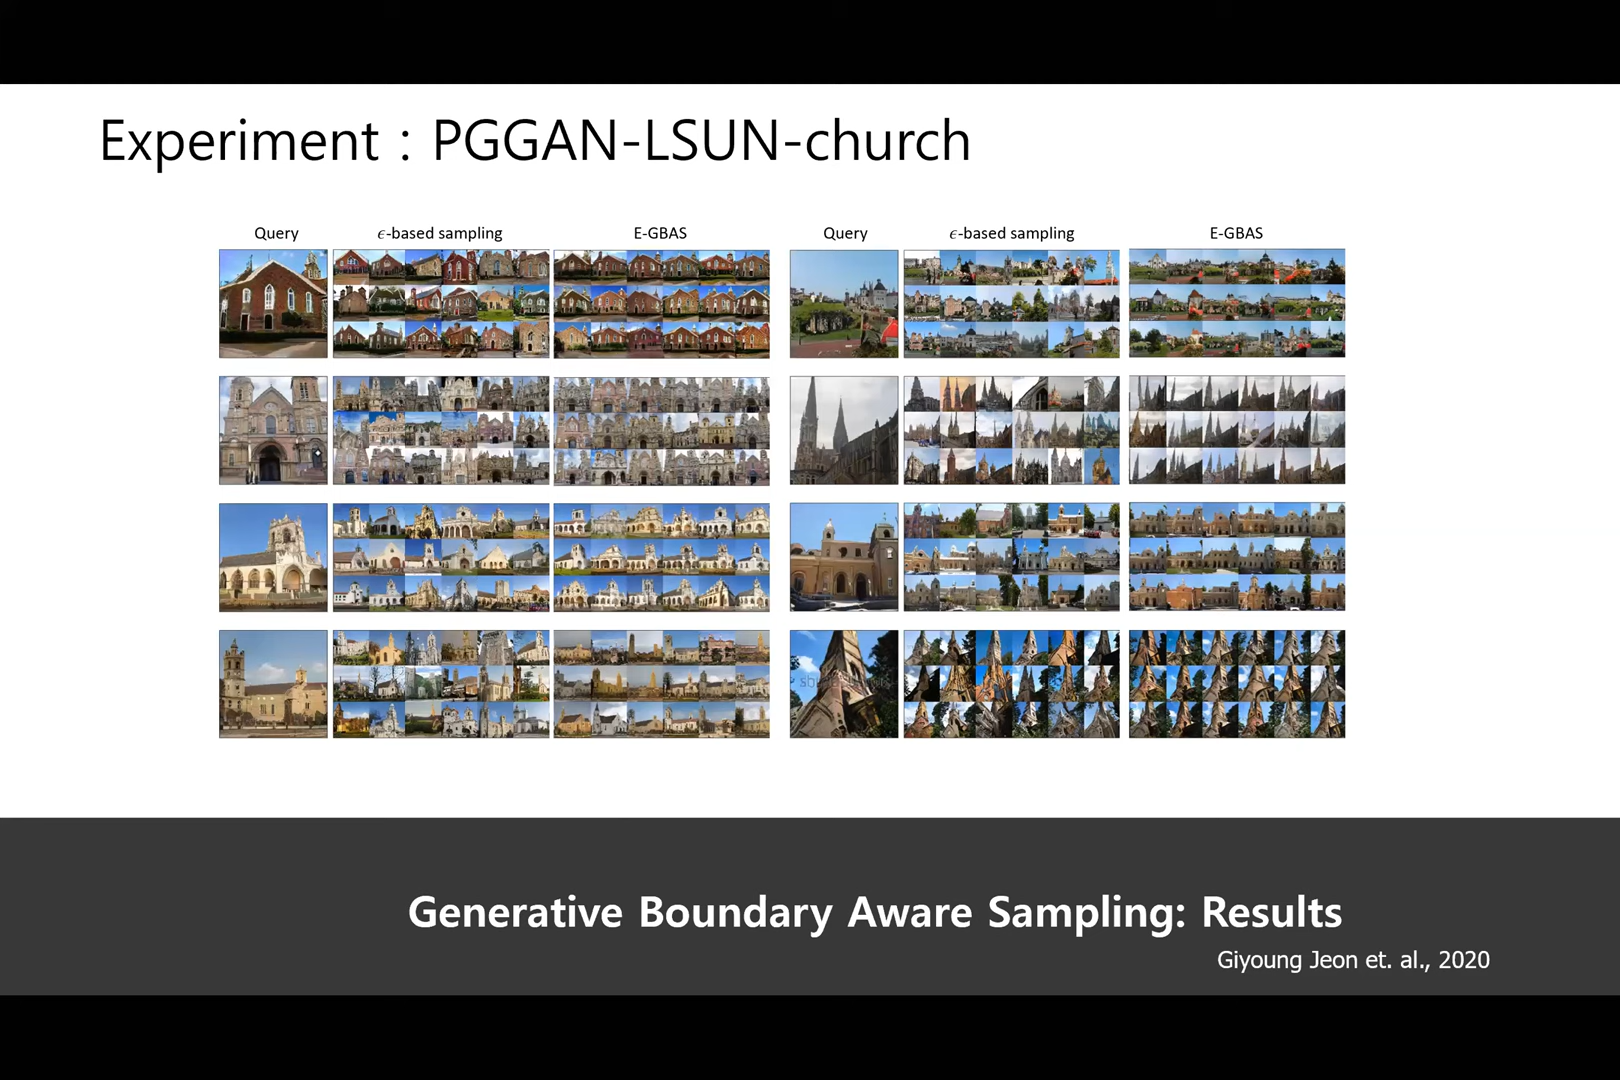 Experiment : PGGAN-LSUN-church
Query
ϵ-based sampling
E-GBAS
Query
ϵ-based sampling
E-GBAS
Generative Boundary Aware Sampling: Results
Giyoung Jeon et. al., 2020